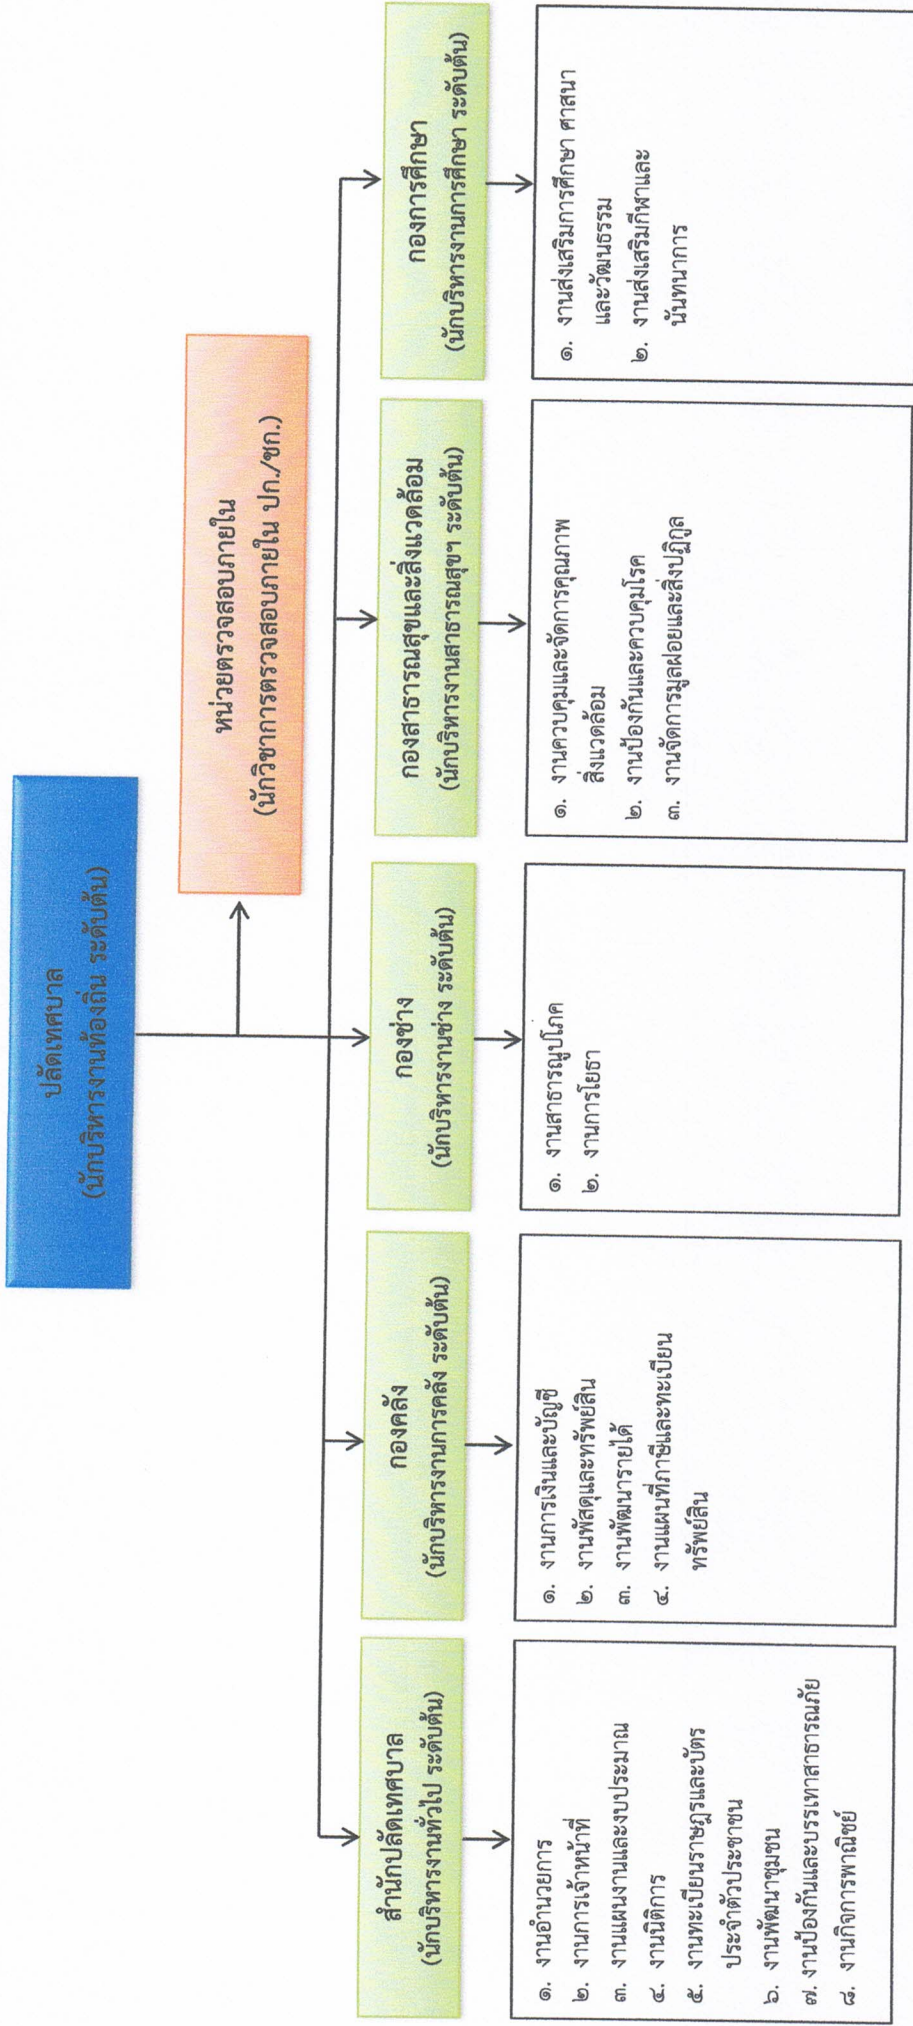 ปลัดเทศบาล
(นักบริหารงานท้องถิ่น ระดับต้น)
หน่วยตรวจสอบภายใน
(นักวิชาการตรวจสอบภายใน ปก./ชก.)
สำนักปลัดเทศบาล
(นักบริหารงานทั่วไป ระดับต้น)
กองคลัง
(นักบริหารงานการคลัง ระดับต้น)
กองช่าง
(นักบริหารงานช่าง ระดับต้น)
กองสาธารณสุขและสิ่งแวดล้อม
(นักบริหารงานสาธารณสุขฯ ระดับต้น)
กองการศึกษา
(นักบริหารงานการศึกษา ระดับต้น)
๑. งานอำนวยการ
๒. งานการเจ้าหน้าที่
๓. งานแผนงานและงบประมาณ
๔. งานนิติการ
๕. งานทะเบียนราษฎรและบัตร
ประจำตัวประชาชน
๖. งานพัฒนาชุมชน
๗. งานป้องกันและบรรเทาสาธารณภัย
๘. งานกิจการพาณิชย์
๑. งานการเงินและบัญชี
๒. งานพัสดุและทรัพย์สิน
๓. งานพัฒนารายได้
๔. งานแผนที่ภาษีและทะเบียน
ทรัพย์สิน
๑. งานสาธารณูปโภค
๒. งานการโยธา
๑. งานควบคุมและจัดการคุณภาพ
สิ่งแวดล้อม
๒. งานป้องกันและควบคุมโรค
๓. งานจัดการมูลฝอยและสิ่งปฏิกูล
๑. งานส่งเสริมการศึกษา ศาสนา
และวัฒนธรรม
๒. งานส่งเสริมกีฬาและ
นันทนาการ